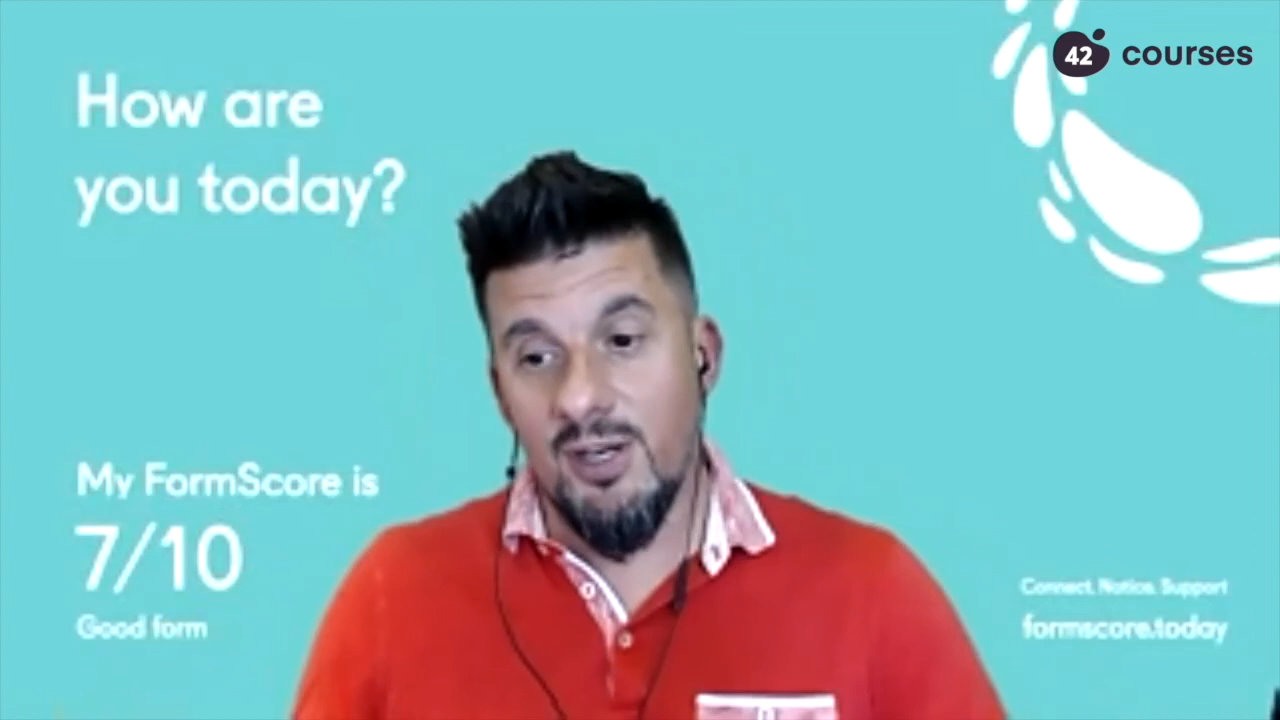 42 courses
How are
you today?
My FormScore is
7/10
Good form
Connect. Notice. Support
formscore.today